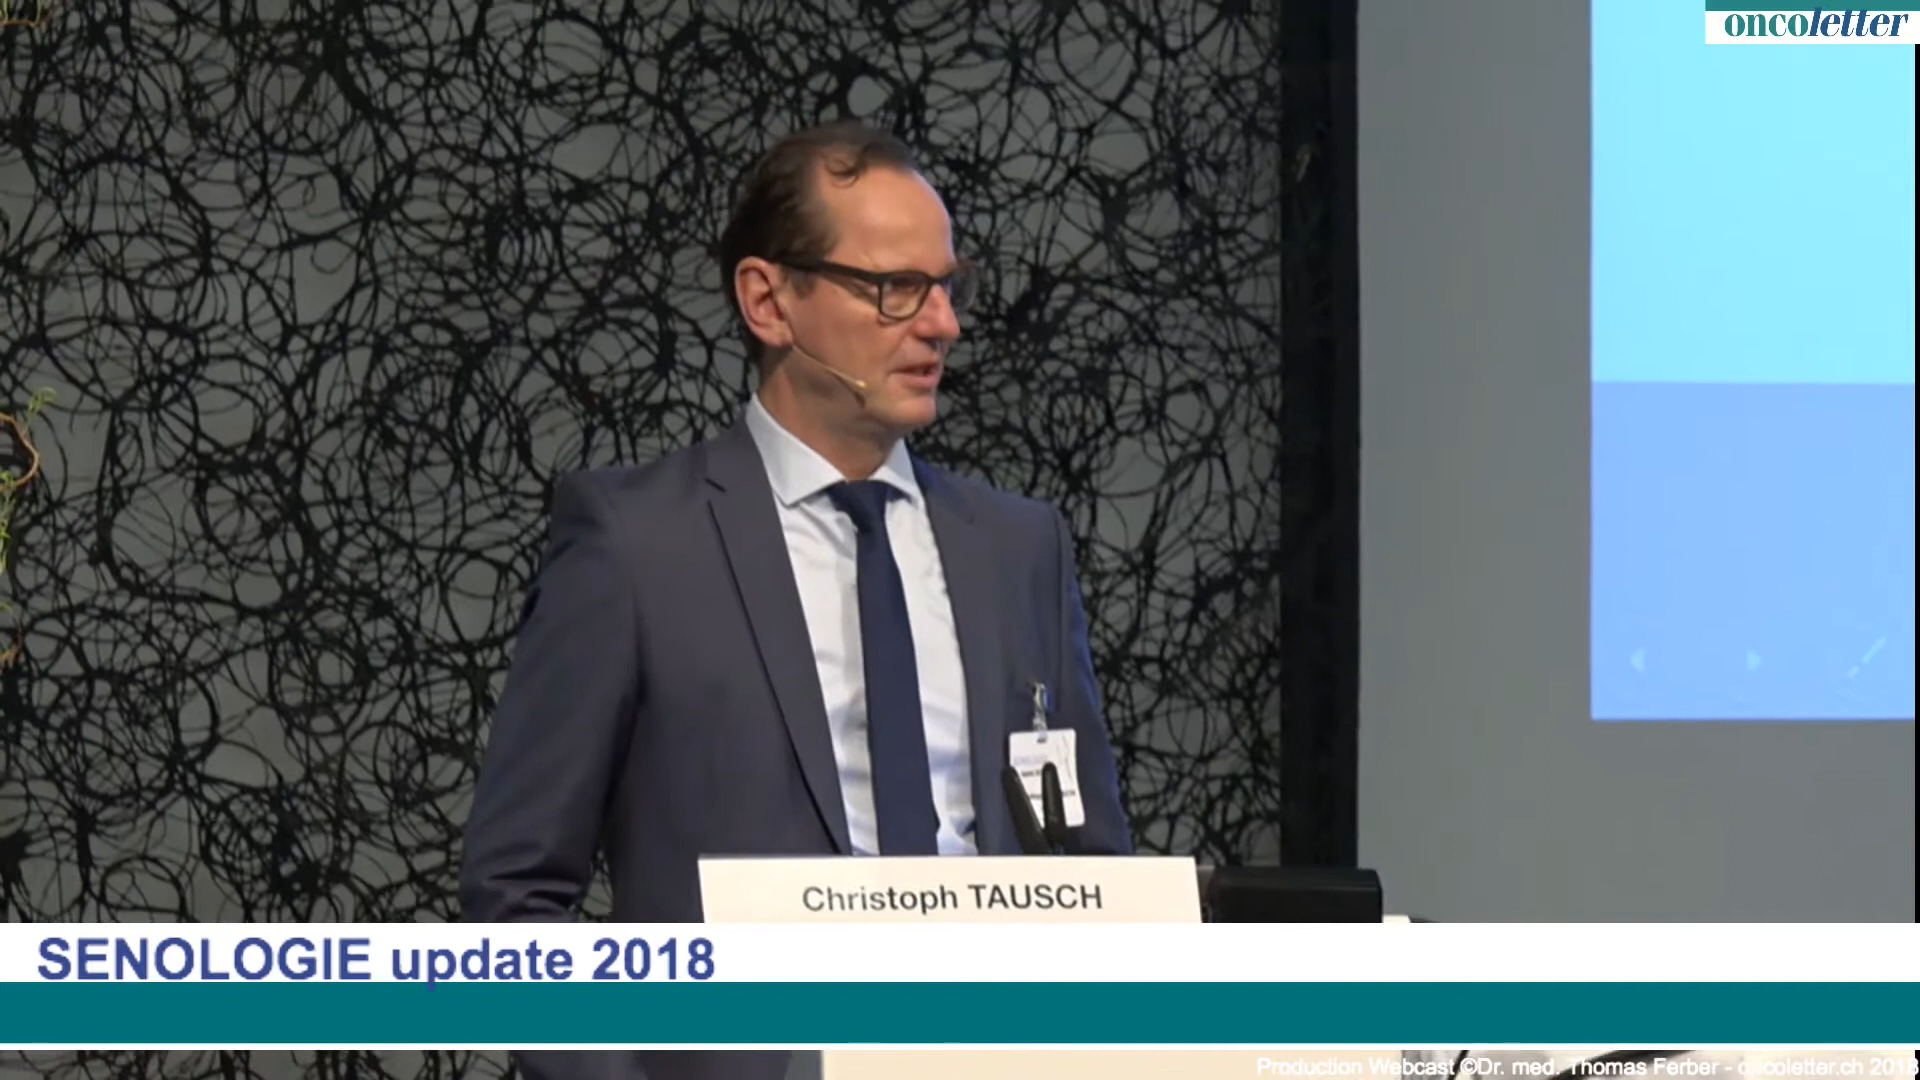 oncoletter
Christoph TAUSCH
SENOLOGIE update 2018
Production Webcast ©Dr. med. Thomas Ferber - oncoletter.ch 2018